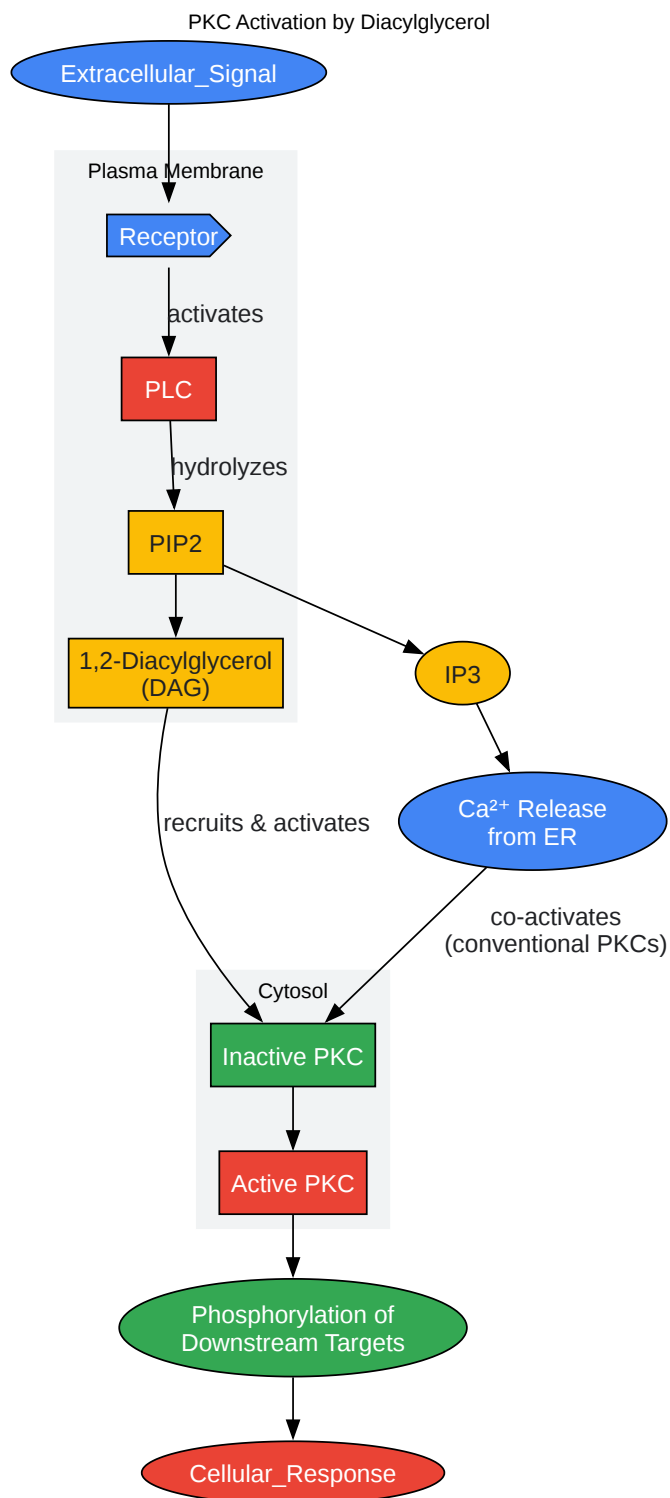 PKC Activation by Diacylglycerol
Extracellular_Signal
Plasma Membrane
Receptor
activates
PLC
hydrolyzes
PIP2
1,2-Diacylglycerol
(DAG)
IP3
recruits & activates
Ca²⁺ Release
from ER
co-activates
(conventional PKCs)
Cytosol
Inactive PKC
Active PKC
Phosphorylation of
Downstream Targets
Cellular_Response